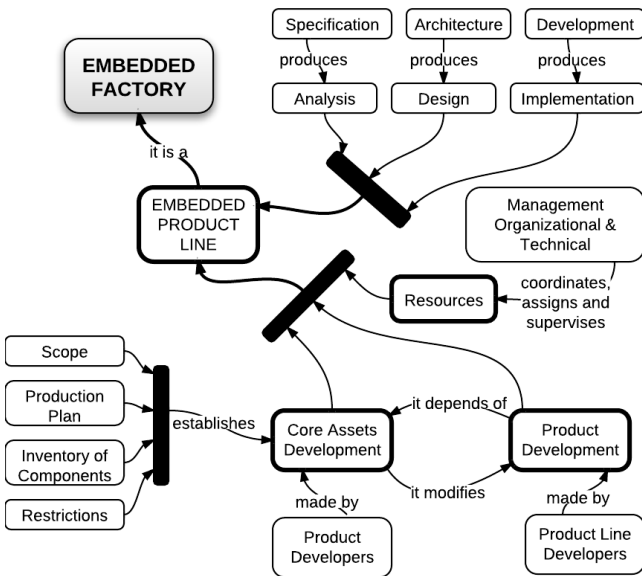 Specification
Architecture
Development
produces
produces
produces
Analysis
Design
Implementation
EMBEDDED
FACTORY
it is a
EMBEDDED
PRODUCT
LINE
Management
Organizational &
Technical
coordinates,
assigns and
supervises
Resources
Scope
Production
Plan
Inventory of
Components
Restrictions
establishes
Core Assets
Development
it depends of
it modifies
Product
Development
made by
Product
Developers
made by
Product Line
Developers